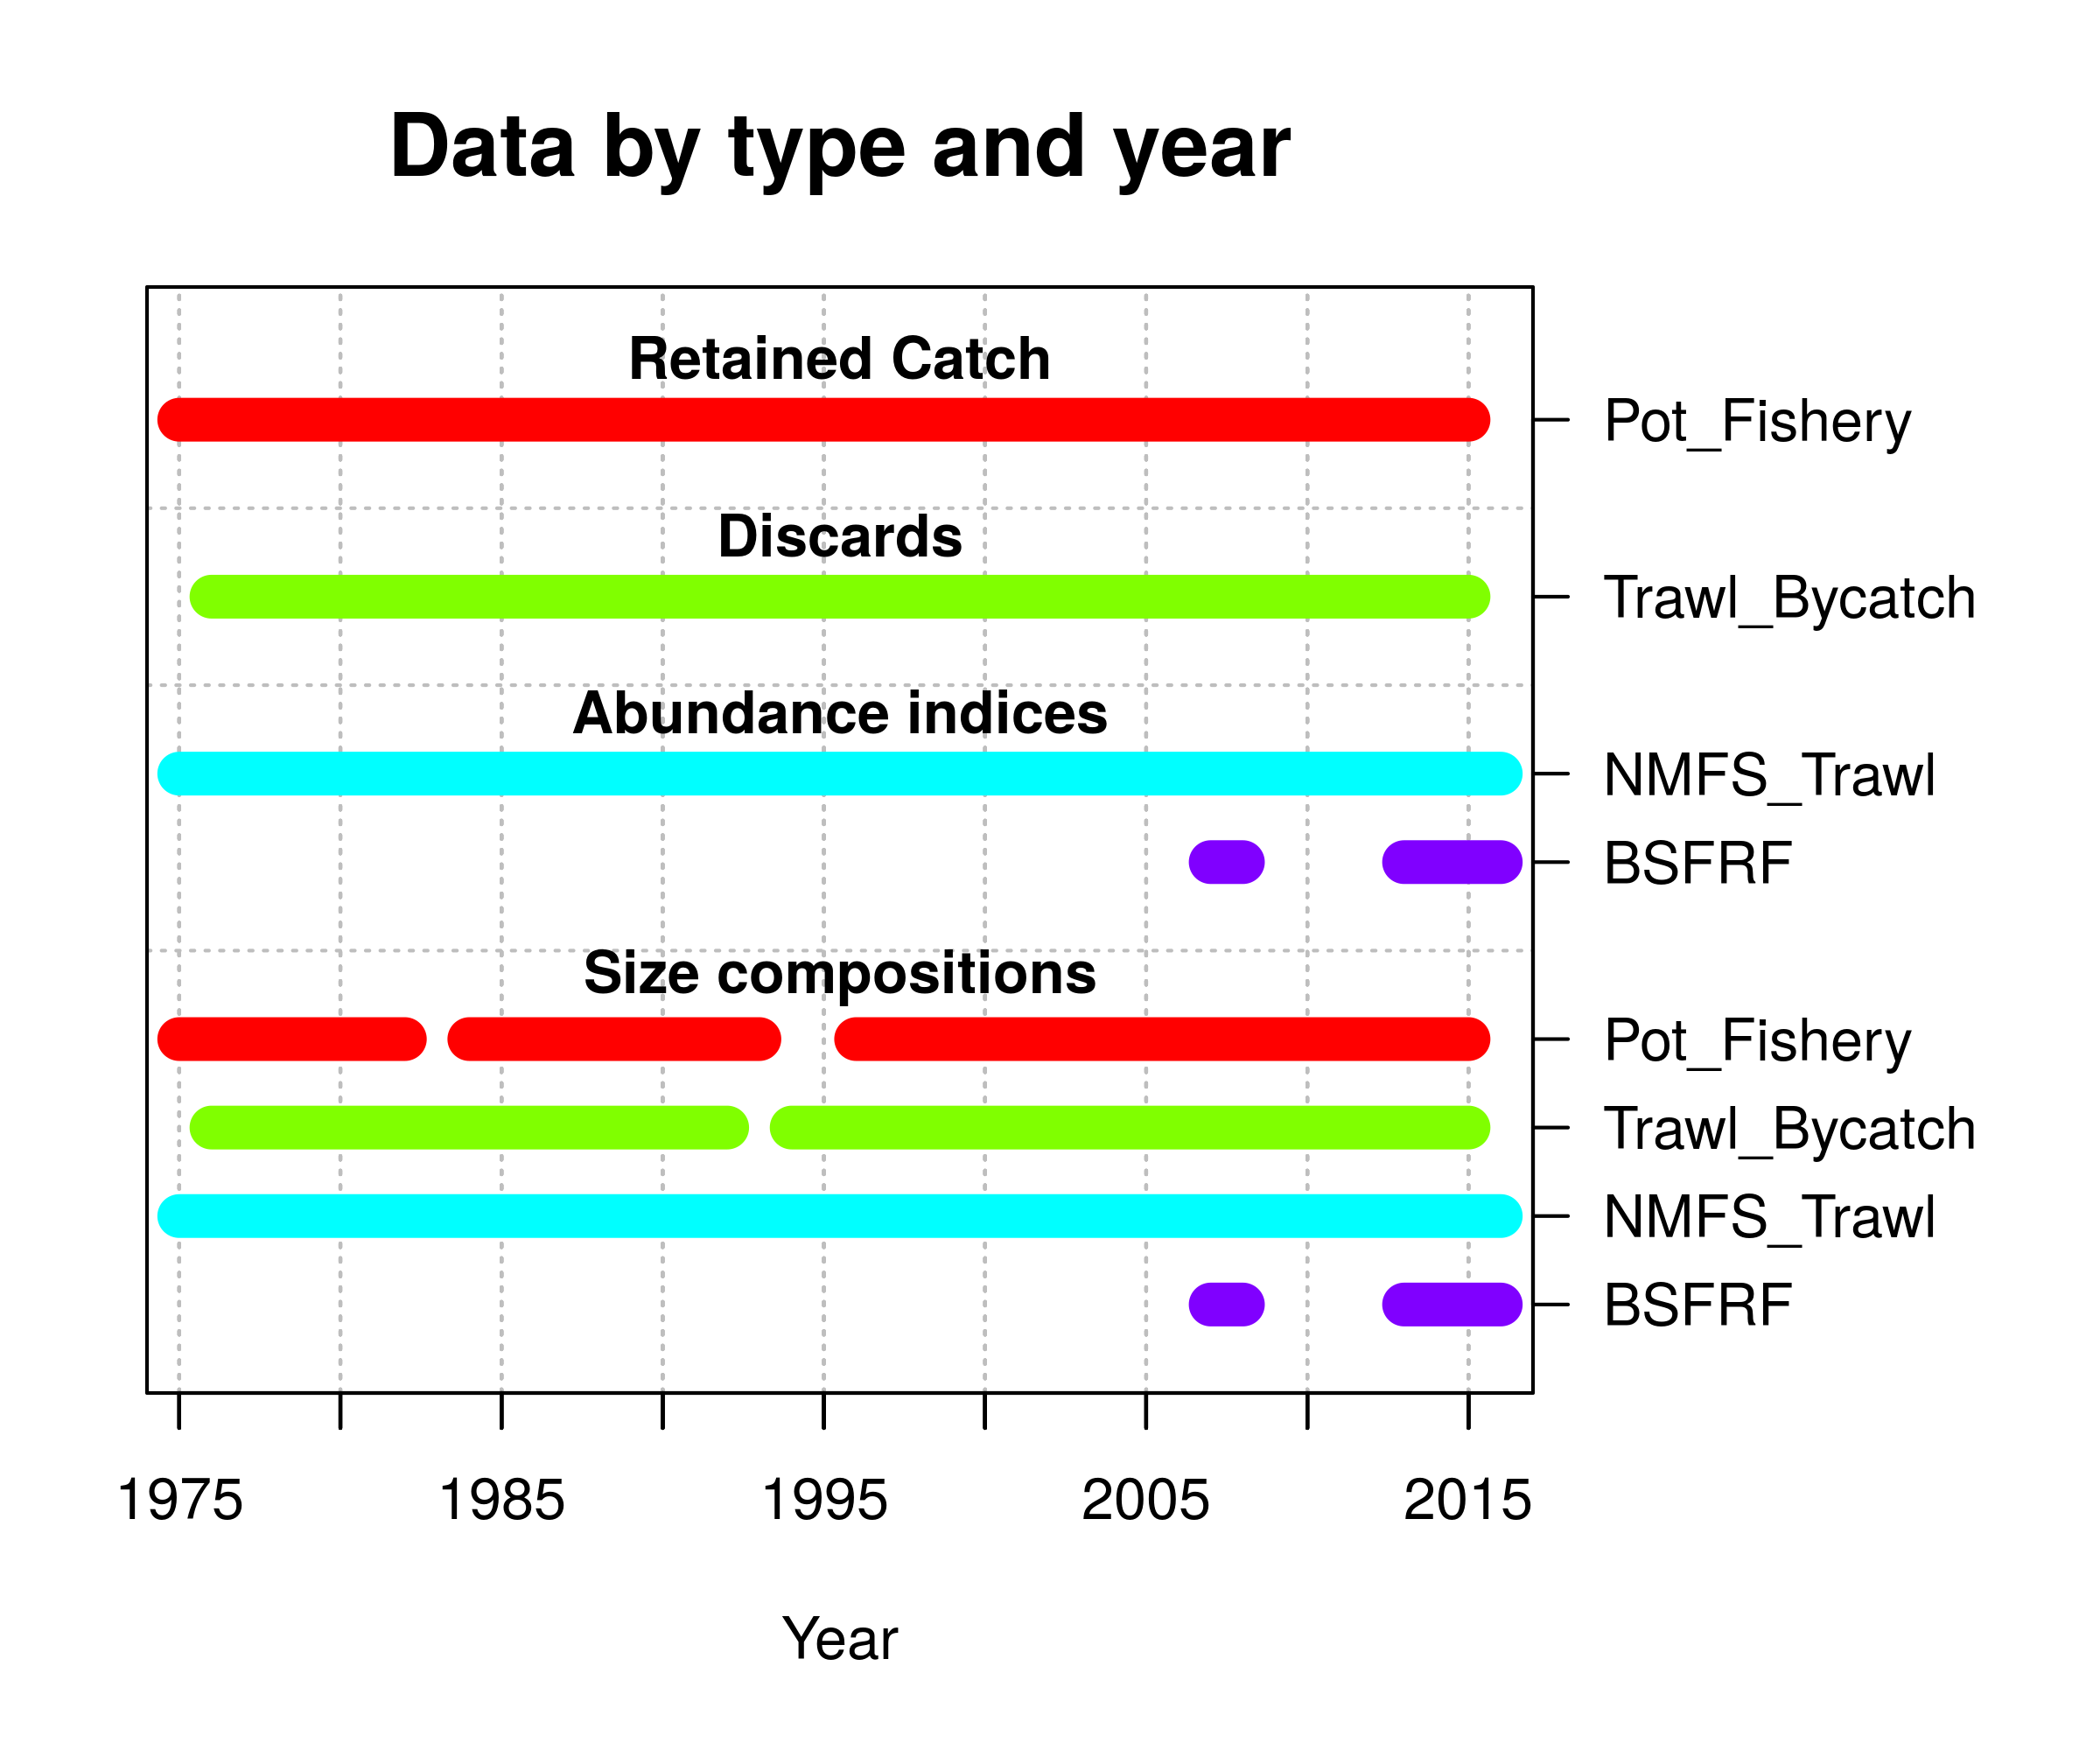 Data by type and year
Retained Catch
Pot_Fishery
Discards
Trawl_Bycatch
Abundance indices
NMFS_Trawl
BSFRF
Size compositions
Pot_Fishery
Trawl_Bycatch
NMFS_Trawl
BSFRF
1975 1985 1995 2005 2015
Year